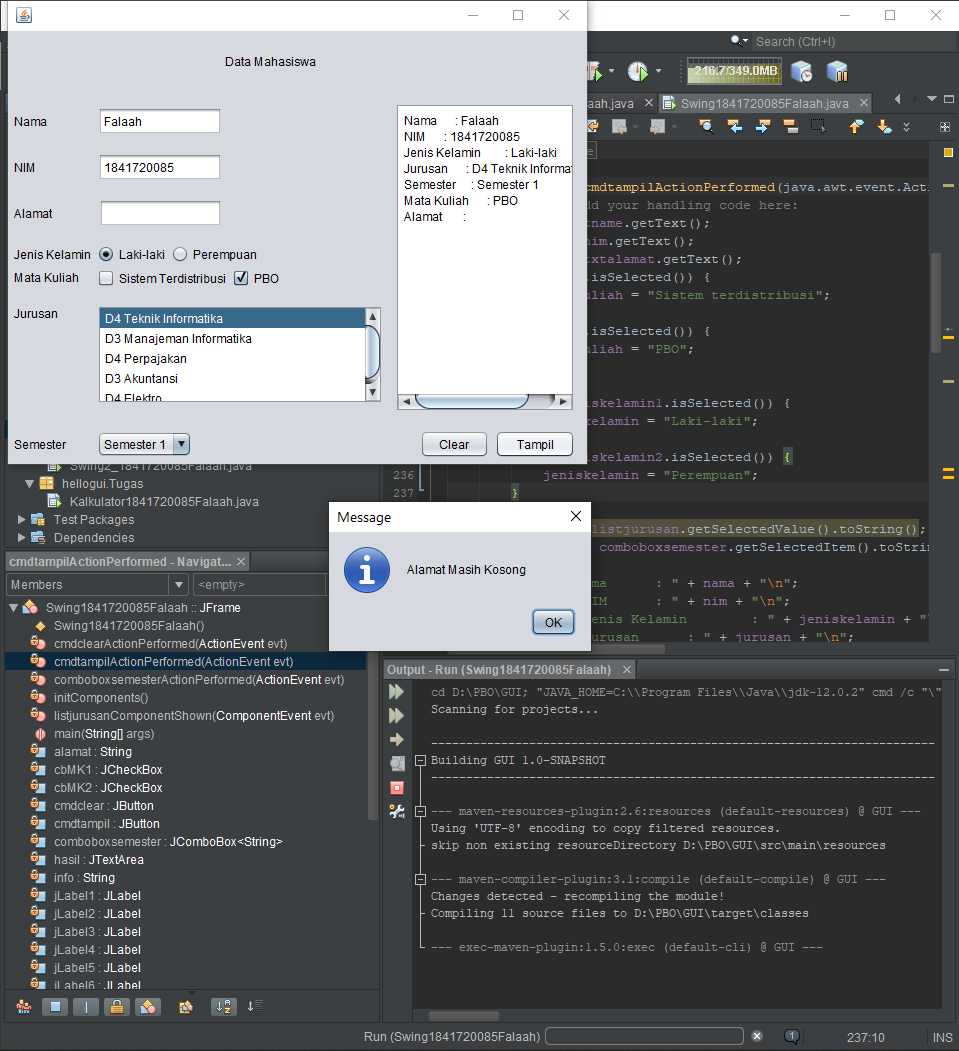 Data Mahasiswa
Nama
Falaah
NIM
1841720085
Alamat
Jenis Kelamin
Laki-laki
Perempuan
Mata Kuliah
Sistem Terdistribusi
PBO
Jurusan
D4 Teknik Informatika
D3 Manajeman Informatika
D4 Perpajakan
D3 Akuntansi
D4 Elektro
Semester
Semester 1
Clear
Tampil
Nama : Falaah
NIM : 1841720085
Jenis Kelamin : Laki-laki
Jurusan : D4 Teknik Informat
Semester : Semester 1
Mata Kuliah : PBO
Alamat :
Search (Ctrl+I)
216.7/349.0MB
aah.java
Swing1841720085Falaah.java
cmdtampilActionPerformed(java.awt.event.Act
dd your handling code here:
tname.getText();
nim.getText();
txtalamat.getText();
.isSelected()) {
uliah = "Sistem terdistribusi";
.isSelected()) {
uliah = "PBO";
iskelamin1.isSelected()) {
kelamin = "Laki-laki";
iskelamin2.isSelected()) {
236 jeniskelamin = "Perempuan";
237 }
listjurusan.getSelectedValue().toString();
comboboxsemester.getSelectedItem().toStrin
ma : " + nama + "\n";
IM : " + nim + "\n";
enis Kelamin : " + jeniskelamin + "\
urusan : " + jurusan + "\n";
Swing2_1841720085Falaah.java
hellogui.Tugas
Kalkulator1841720085Falaah.java
Test Packages
Dependencies
Message
Alamat Masih Kosong
OK
cmdtampilActionPerformed - Navigat...
Members
<empty>
Swing1841720085Falaah :: JFrame
Swing1841720085Falaah()
cmdclearActionPerformed(ActionEvent evt)
cmdtampilActionPerformed(ActionEvent evt)
comboboxsemesterActionPerformed(ActionEvent evt)
initComponents()
listjurusanComponentShown(ComponentEvent evt)
main(String[] args)
alamat : String
cbMK1 : JCheckBox
cbMK2 : JCheckBox
cmdclear : JButton
cmdtampil : JButton
comboboxsemester : JComboBox<String>
hasil : JTextArea
info : String
jLabel1 : JLabel
jLabel2 : JLabel
jLabel3 : JLabel
jLabel4 : JLabel
jLabel5 : JLabel
jLabel6 : JLabel
Output - Run (Swing1841720085Falaah)
cd D:\PBO\GUI; "JAVA_HOME=C:\\Program Files\\Java\\jdk-12.0.2" cmd /c "\"
Scanning for projects...
------------------------------------------------------------------------
Building GUI 1.0-SNAPSHOT
------------------------------------------------------------------------
--- maven-resources-plugin:2.6:resources (default-resources) @ GUI ---
Using 'UTF-8' encoding to copy filtered resources.
skip non existing resourceDirectory D:\PBO\GUI\src\main\resources
--- maven-compiler-plugin:3.1:compile (default-compile) @ GUI ---
Changes detected - recompiling the module!
Compiling 11 source files to D:\PBO\GUI\target\classes
--- exec-maven-plugin:1.5.0:exec (default-cli) @ GUI ---
Run (Swing1841720085Falaah)
1
237:10
INS